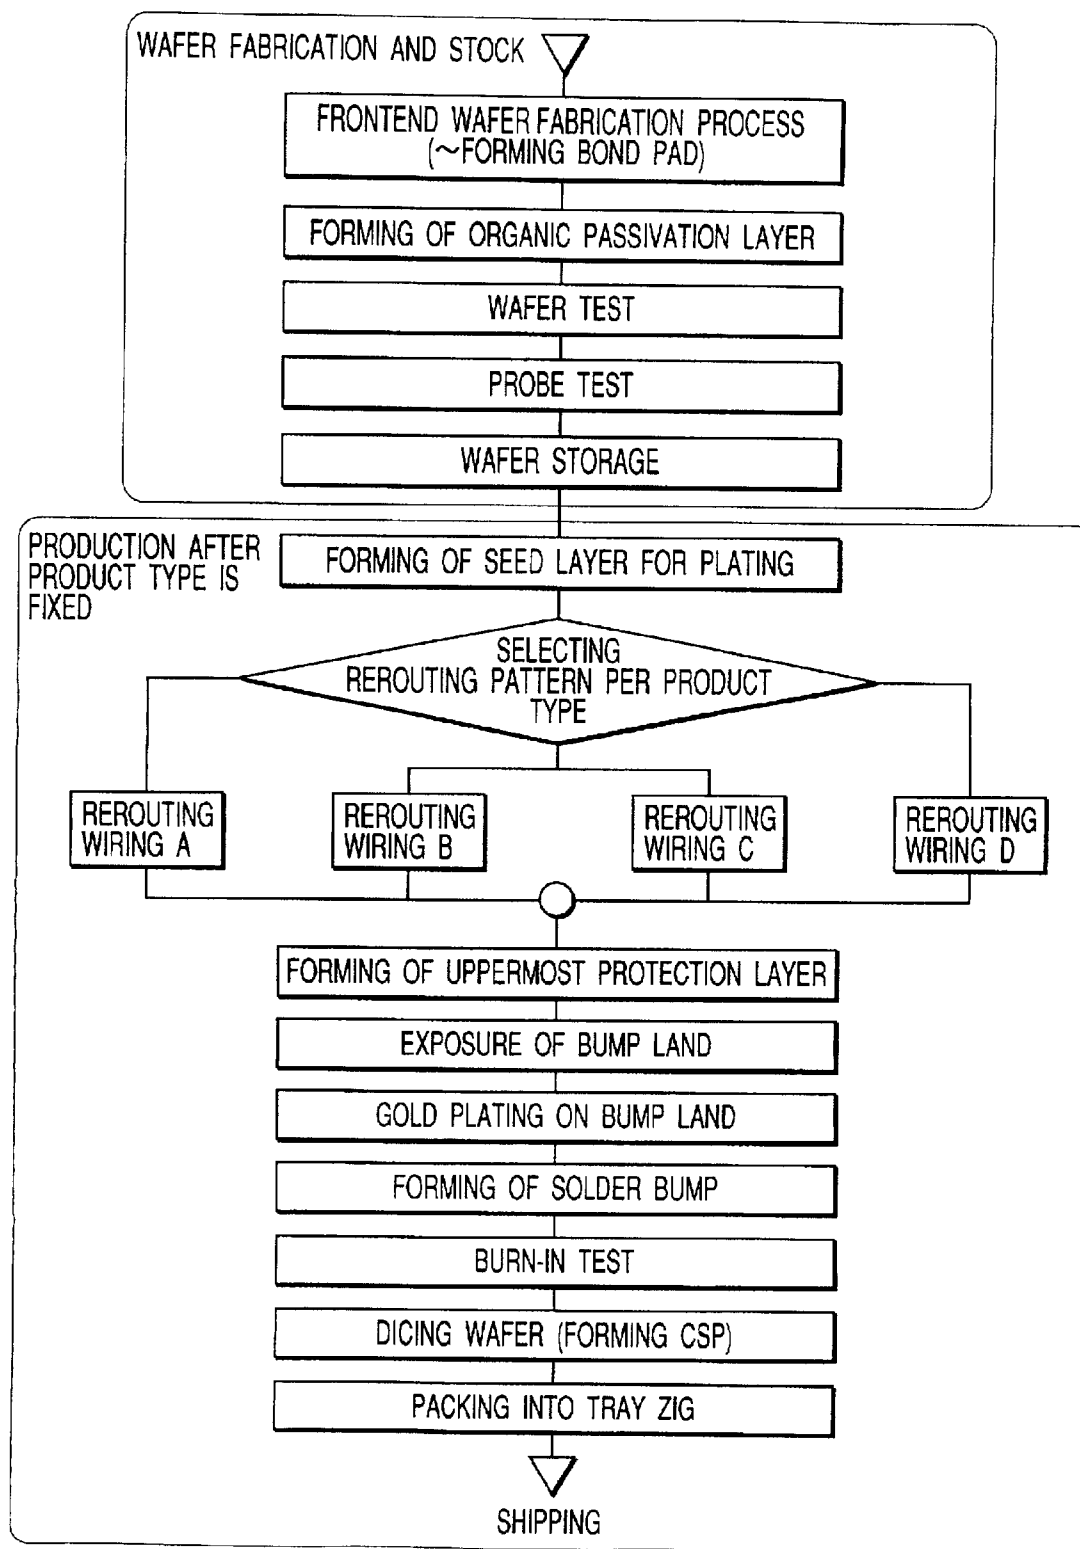 WAFER FABRICATION AND STOCK
FRONTEND WAFER FABRICATION PROCESS
(~FORMING BOND PAD)
FORMING OF ORGANIC PASSIVATION LAYER
WAFER TEST
PROBE TEST
WAFER STORAGE
PRODUCTION AFTER
PRODUCT TYPE IS
FIXED
FORMING OF SEED LAYER FOR PLATING
SELECTING
REROUTING PATTERN PER PRODUCT
TYPE
REROUTING
WIRING A
REROUTING
WIRING B
REROUTING
WIRING C
REROUTING
WIRING D
FORMING OF UPPERMOST PROTECTION LAYER
EXPOSURE OF BUMP LAND
GOLD PLATING ON BUMP LAND
FORMING OF SOLDER BUMP
BURN-IN TEST
DICING WAFER (FORMING CSP)
PACKING INTO TRAY ZIG
SHIPPING